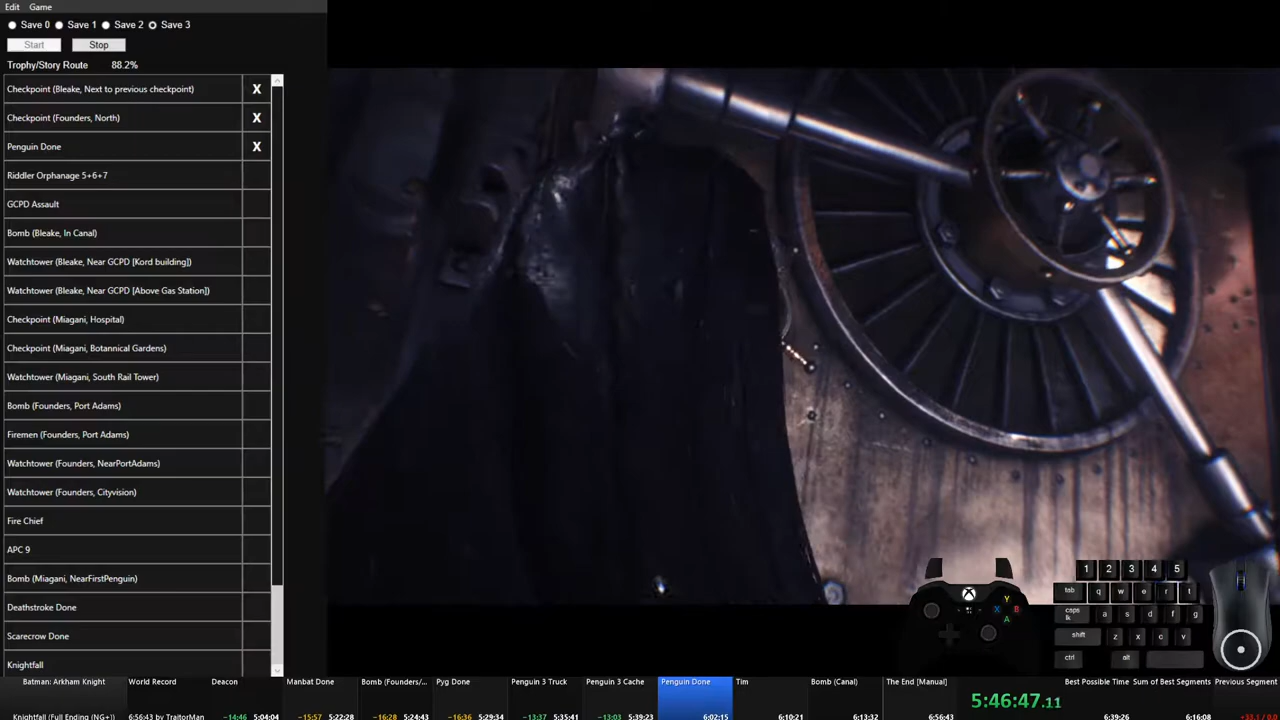 Edit Game
Save 0 Save 1 Save 2 Save 3
Start Stop
Trophy/Story Route 88.2%
Checkpoint (Bleake, Next to previous checkpoint) X
Checkpoint (Founders, North) X
Penguin Done X
Riddler Orphanage 5+6+7
GCPD Assault
Bomb (Bleake, In Canal)
Watchtower (Bleake, Near GCPD [Kord building])
Watchtower (Bleake, Near GCPD [Above Gas Station])
Checkpoint (Miagani, Hospital)
Checkpoint (Miagani, Botannical Gardens)
Watchtower (Miagani, South Rail Tower)
Bomb (Founders, Port Adams)
Firemen (Founders, Port Adams)
Watchtower (Founders, NearPortAdams)
Watchtower (Founders, Cityvision)
Fire Chief
APC 9
Bomb (Miagani, NearFirstPenguin)
Deathstroke Done
Scarecrow Done
Knightfall
Y
X B
A
1 2 3 4 5
tab q w e r t
caps lk a s d f g
shift z x c v
ctrl alt
Batman: Arkham Knight World Record Deacon Manbat Done Bomb (Founders/... Pyg Done Penguin 3 Truck Penguin 3 Cache Penguin Done Tim Bomb (Canal) The End [Manual] 5:46:47.11 Best Possible Time Sum of Best Segments Previous Segment
Knightfall (Full Ending (NG+)) 6:56:43 by TraitorMan -14:46 5:04:04 -15:57 5:22:28 -16:28 5:24:43 -16:36 5:29:34 -13:37 5:35:41 -13:03 5:39:23 6:02:15 6:10:21 6:13:32 6:56:43 6:39:26 6:16:08 +33.1 / 0.0